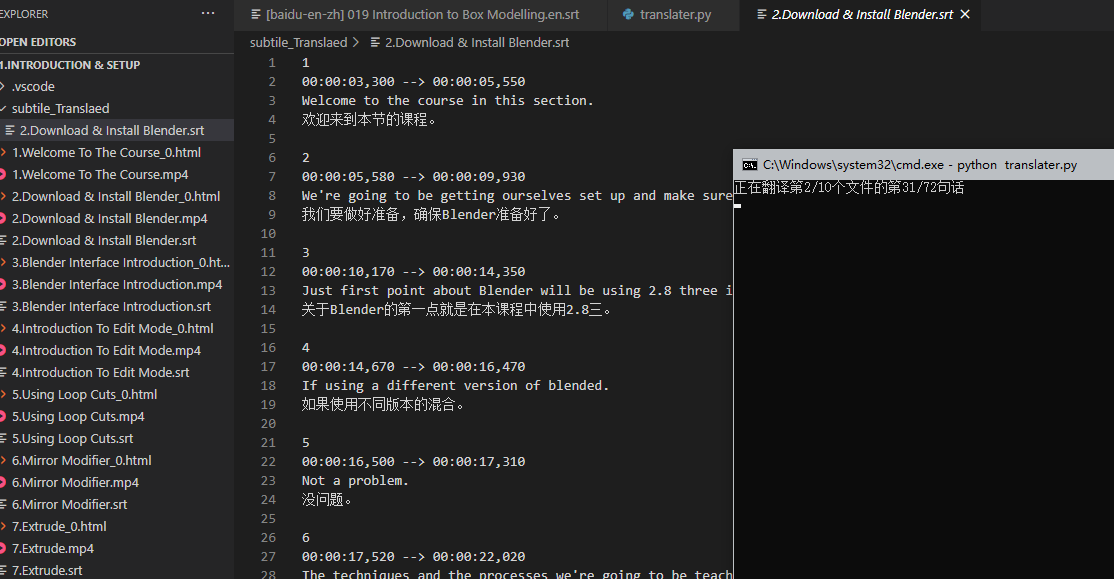 EXPLORER
···
OPEN EDITORS
1.INTRODUCTION & SETUP
.vscode
subtile_Translaed
2.Download & Install Blender.srt
1.Welcome To The Course_0.html
1.Welcome To The Course.mp4
2.Download & Install Blender_0.html
2.Download & Install Blender.mp4
2.Download & Install Blender.srt
3.Blender Interface Introduction_0.ht...
3.Blender Interface Introduction.mp4
3.Blender Interface Introduction.srt
4.Introduction To Edit Mode_0.html
4.Introduction To Edit Mode.mp4
4.Introduction To Edit Mode.srt
5.Using Loop Cuts_0.html
5.Using Loop Cuts.mp4
5.Using Loop Cuts.srt
6.Mirror Modifier_0.html
6.Mirror Modifier.mp4
6.Mirror Modifier.srt
7.Extrude_0.html
7.Extrude.mp4
7.Extrude.srt
[baidu-en-zh] 019 Introduction to Box Modelling.en.srt
translater.py
2.Download & Install Blender.srt
subtile_Translaed > 2.Download & Install Blender.srt
1 1
2 00:00:03,300 --> 00:00:05,550
3 Welcome to the course in this section.
4 欢迎来到本节的课程。
5
6 2
7 00:00:05,580 --> 00:00:09,930
8 We're going to be getting ourselves set up and make sure
9 我们要做好准备，确保Blender准备好了。
10
11 3
12 00:00:10,170 --> 00:00:14,350
13 Just first point about Blender will be using 2.8 three i
14 关于Blender的第一点就是在本课程中使用2.8三。
15
16 4
17 00:00:14,670 --> 00:00:16,470
18 If using a different version of blended.
19 如果使用不同版本的混合。
20
21 5
22 00:00:16,500 --> 00:00:17,310
23 Not a problem.
24 没问题。
25
26 6
27 00:00:17,520 --> 00:00:22,020
28 The techniques and the processes we're going to be teach
C:\Windows\system32\cmd.exe - python translater.py
正在翻译第2/10个文件的第31/72句话